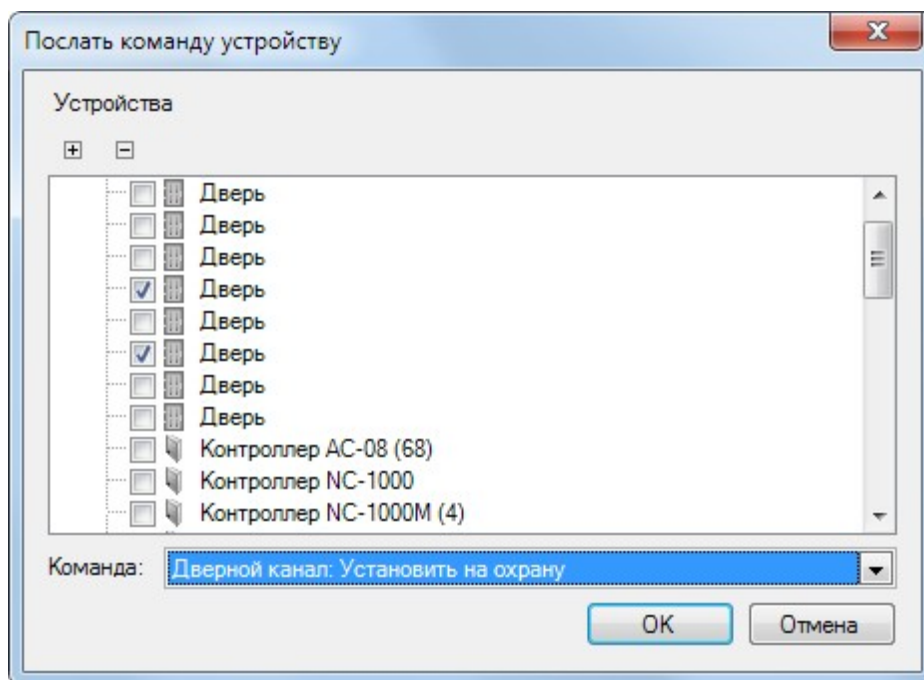 Послать команду устройству
Устройства
Дверь
Дверь
Дверь
Дверь
Дверь
Дверь
Дверь
Дверь
Контроллер AC-08 (68)
Контроллер NC-1000
Контроллер NC-1000M (4)
Команда: Дверной канал: Установить на охрану
OK Отмена